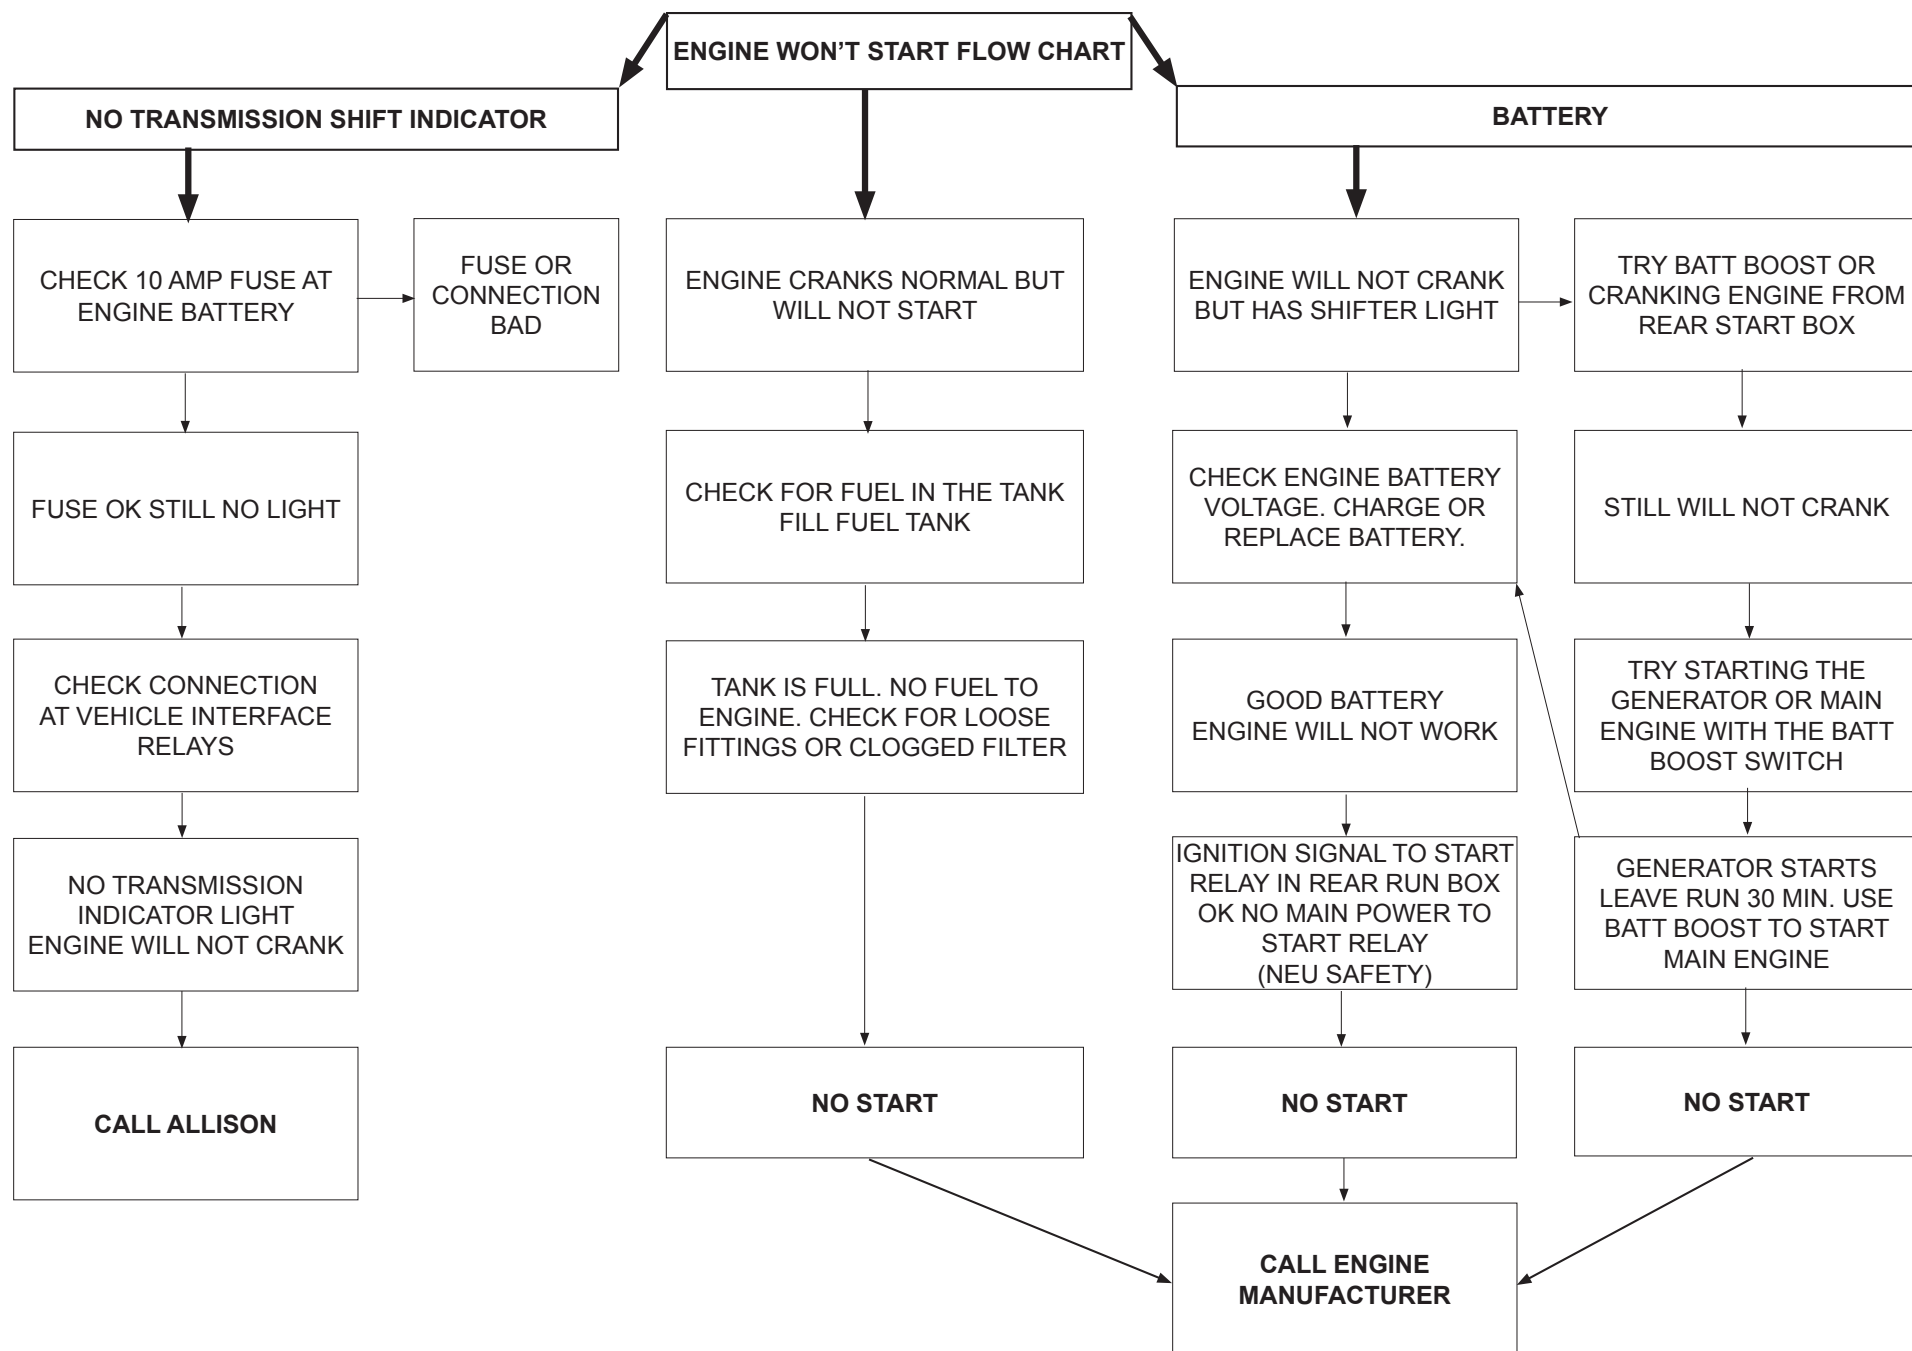 ENGINE WON’T START FLOW CHART
NO TRANSMISSION SHIFT INDICATOR
BATTERY
CHECK 10 AMP FUSE AT
ENGINE BATTERY
FUSE OR
CONNECTION
BAD
FUSE OK STILL NO LIGHT
CHECK CONNECTION
AT VEHICLE INTERFACE
RELAYS
NO TRANSMISSION
INDICATOR LIGHT
ENGINE WILL NOT CRANK
CALL ALLISON
ENGINE CRANKS NORMAL BUT
WILL NOT START
CHECK FOR FUEL IN THE TANK
FILL FUEL TANK
TANK IS FULL. NO FUEL TO
ENGINE. CHECK FOR LOOSE
FITTINGS OR CLOGGED FILTER
NO START
ENGINE WILL NOT CRANK
BUT HAS SHIFTER LIGHT
CHECK ENGINE BATTERY
VOLTAGE. CHARGE OR
REPLACE BATTERY.
GOOD BATTERY
ENGINE WILL NOT WORK
IGNITION SIGNAL TO START
RELAY IN REAR RUN BOX
OK NO MAIN POWER TO
START RELAY
(NEU SAFETY)
NO START
TRY BATT BOOST OR
CRANKING ENGINE FROM
REAR START BOX
STILL WILL NOT CRANK
TRY STARTING THE
GENERATOR OR MAIN
ENGINE WITH THE BATT
BOOST SWITCH
GENERATOR STARTS
LEAVE RUN 30 MIN. USE
BATT BOOST TO START
MAIN ENGINE
NO START
CALL ENGINE
MANUFACTURER